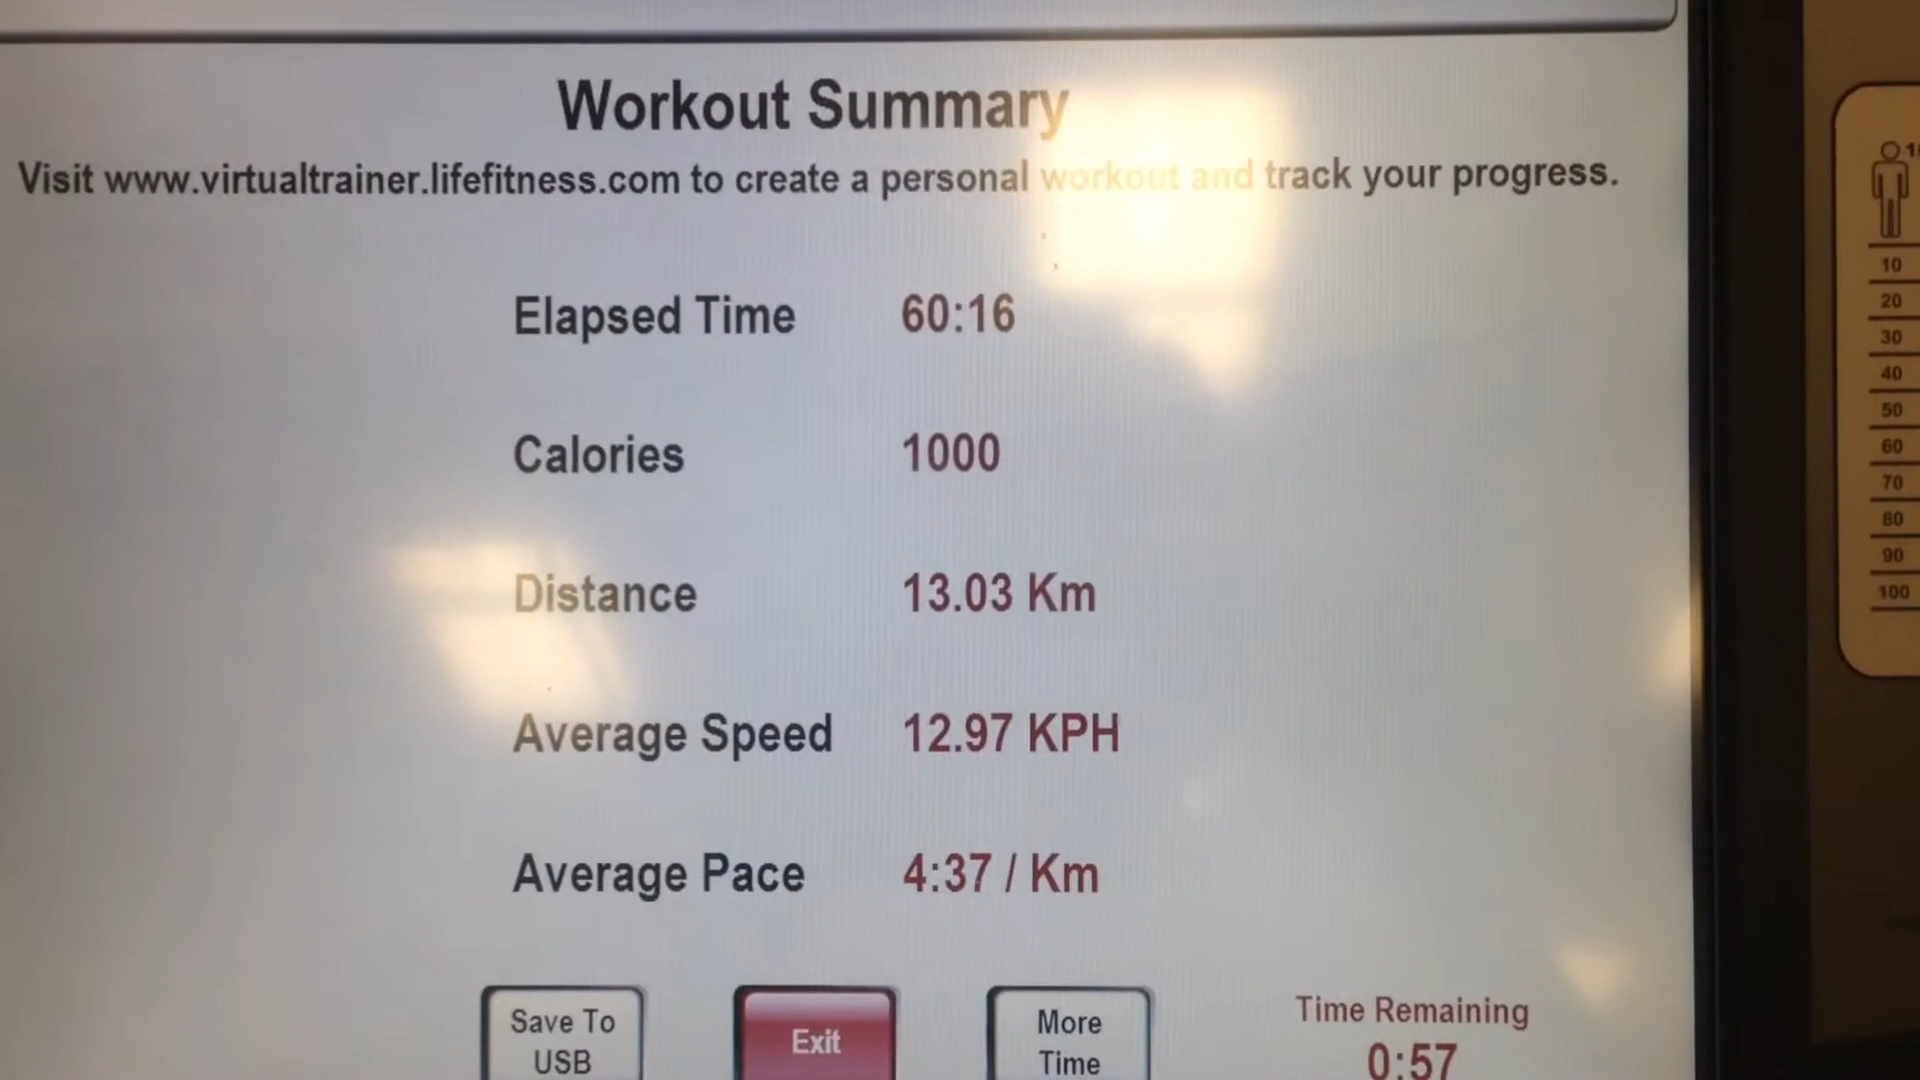 Workout Summary
Visit www.virtualtrainer.lifefitness.com to create a personal workout and track your progress.
Elapsed Time 60:16
Calories 1000
Distance 13.03 Km
Average Speed 12.97 KPH
Average Pace 4:37 / Km
Save To
USB
Exit
More
Time
Time Remaining
0:57
10
20
30
40
50
60
70
80
90
100